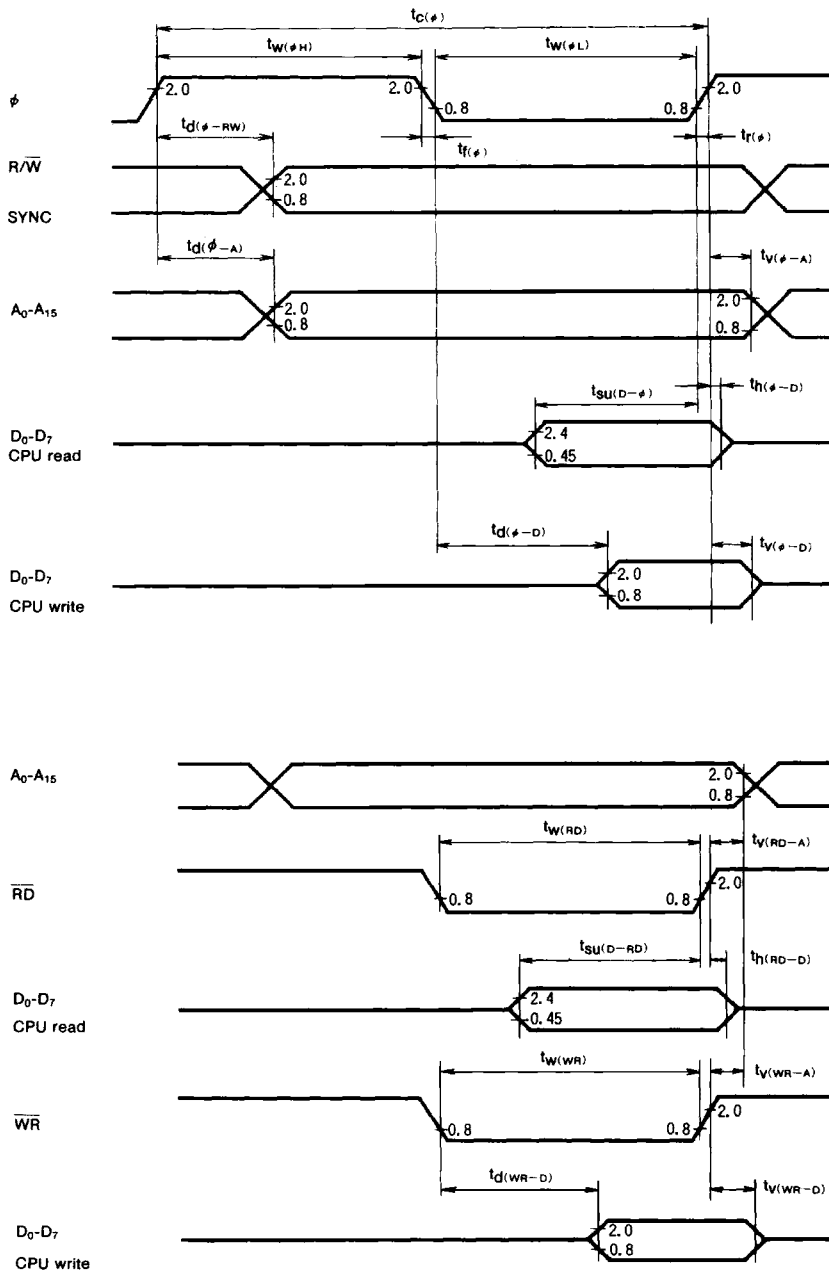 tC(ϕ)
tW(ϕH) tW(ϕL)
ϕ 2.0 2.0 0.8 0.8 2.0
td(ϕ−RW) tf(ϕ) tr(ϕ)
R/W̅
2.0
0.8
SYNC
td(ϕ−A) tV(ϕ−A)
A0-A15 2.0 2.0
0.8 0.8
tsu(D−ϕ) th(ϕ−D)
D0-D7 2.4
CPU read 0.45
td(ϕ−D) tV(ϕ−D)
D0-D7 2.0
CPU write 0.8
A0-A15 2.0
0.8
tW(RD) tV(RD−A)
R̅D̅ 0.8 0.8 2.0
tsu(D−RD) th(RD−D)
D0-D7 2.4
CPU read 0.45
tW(WR) tV(WR−A)
W̅R̅ 0.8 0.8 2.0
td(WR−D) tV(WR−D)
D0-D7 2.0
CPU write 0.8